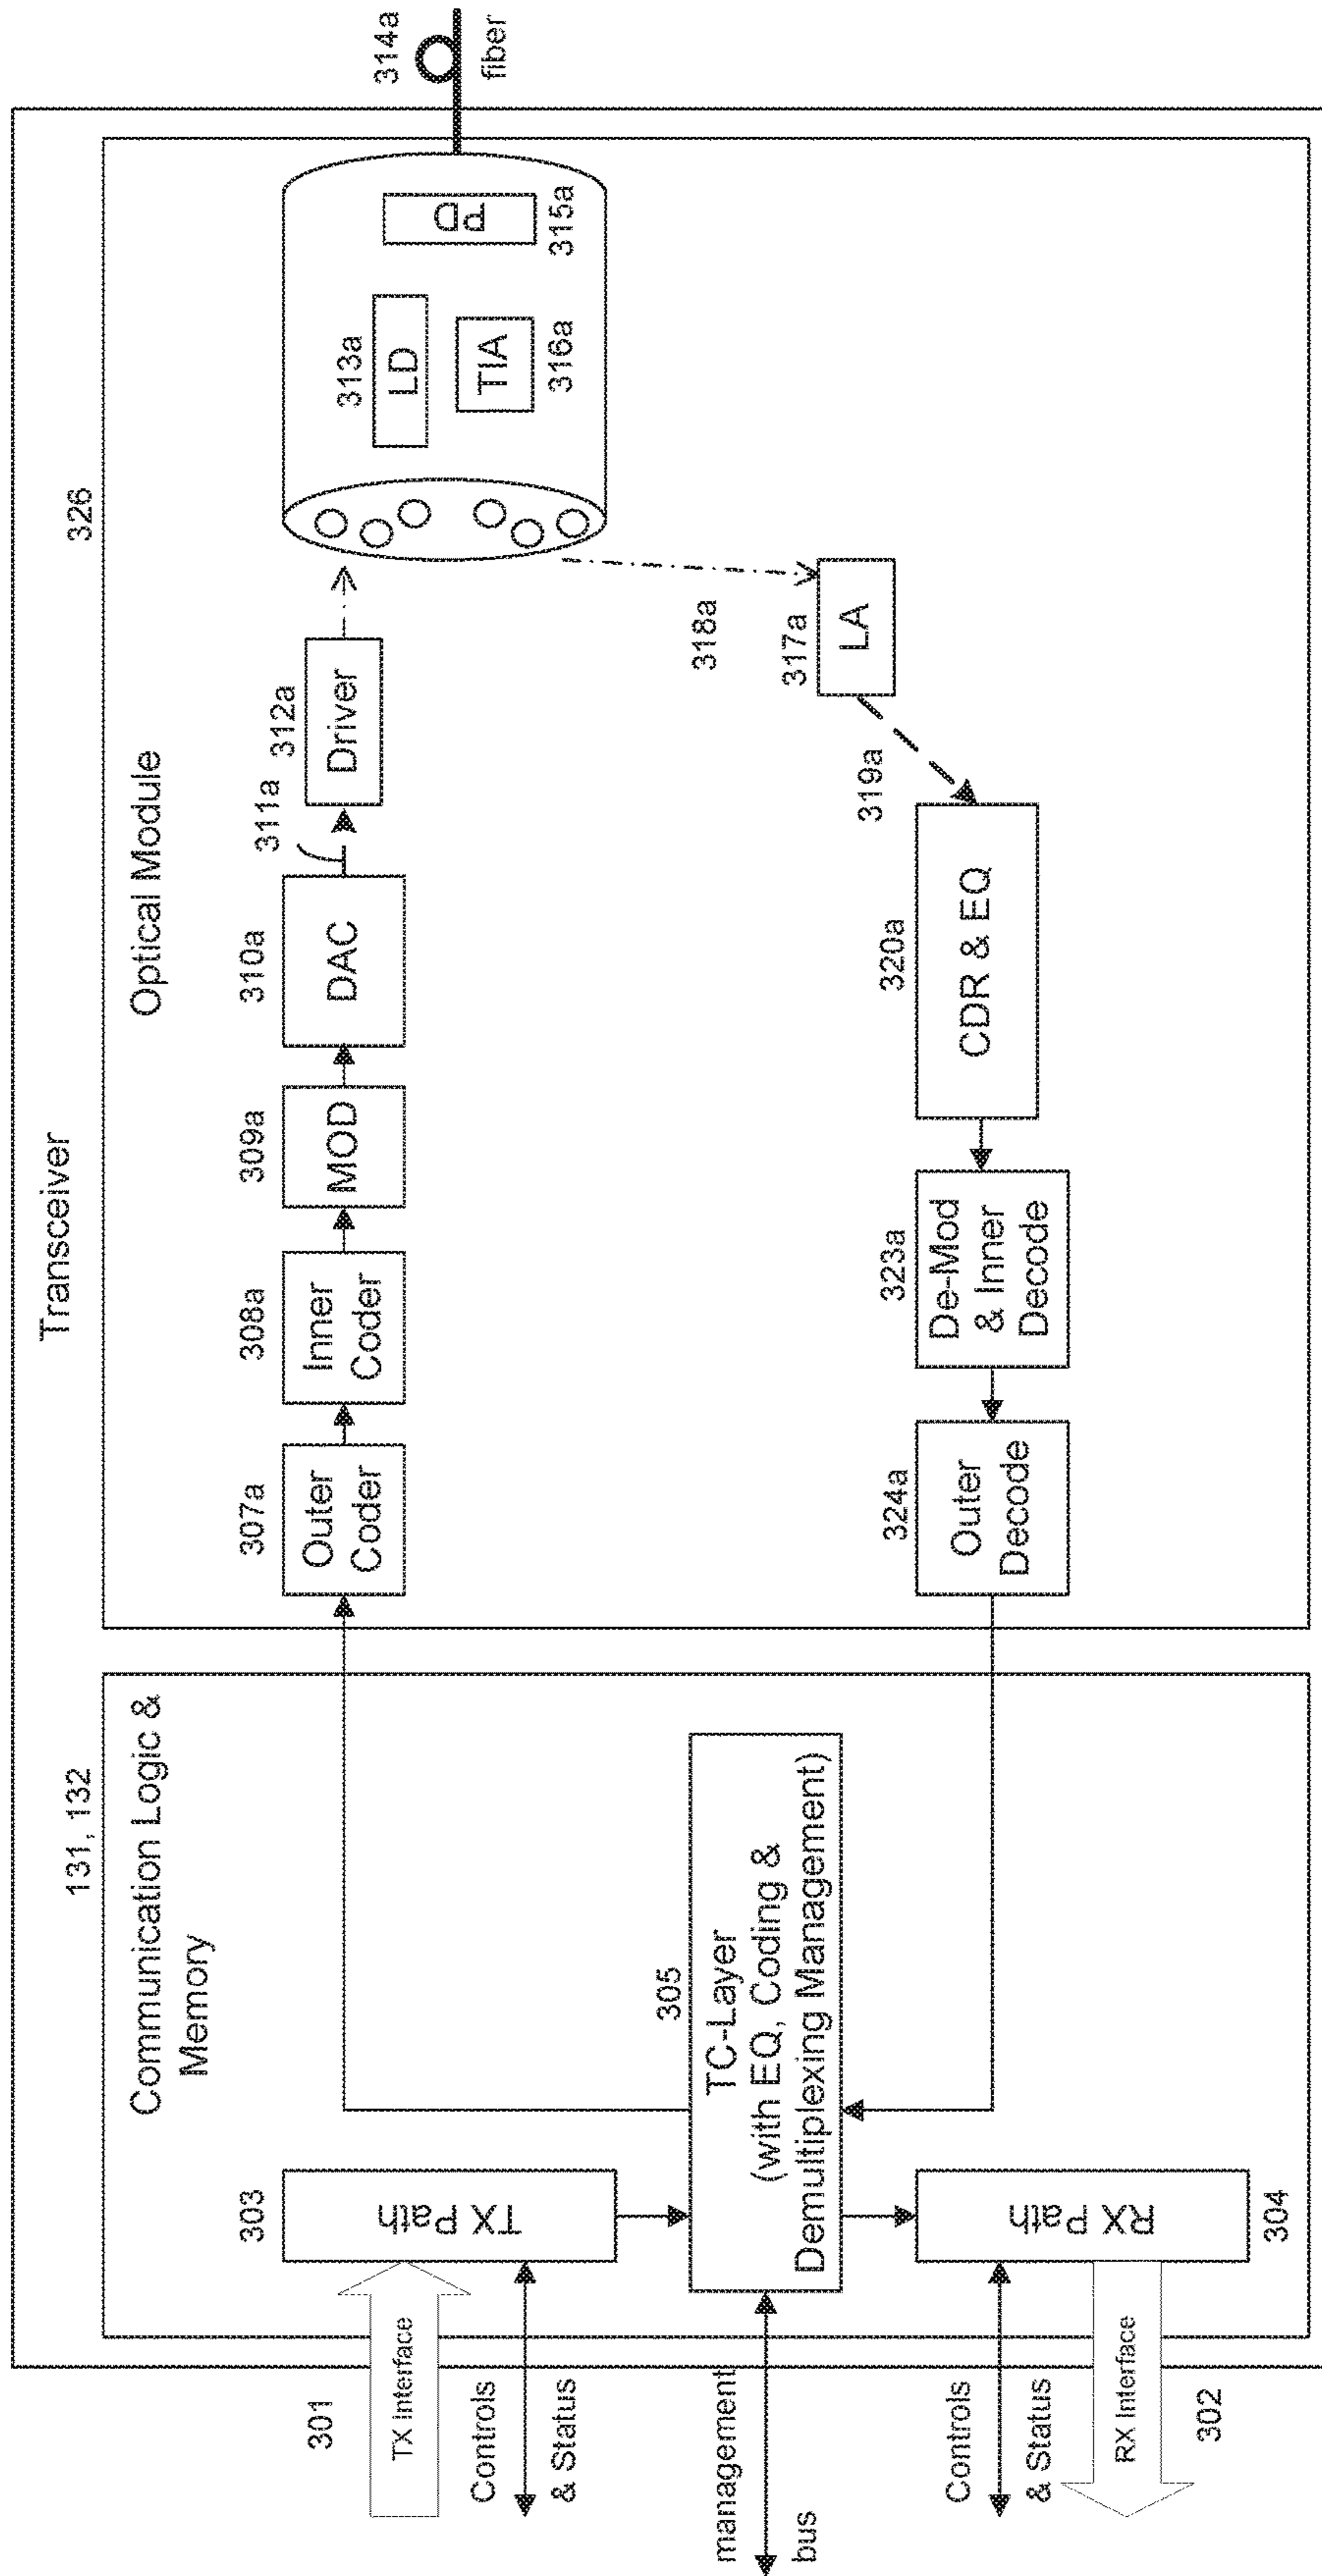 Transceiver
131, 132
Communication Logic &
Memory
326
Optical Module
301
TX Interface
Controls
& Status
303
TX Path
management
bus
305
TC-Layer
(with EQ, Coding &
Demultiplexing Management)
Controls
& Status
RX Interface
302
RX Path
304
307a
Outer
Coder
308a
Inner
Coder
309a
MOD
310a
DAC
311a
312a
Driver
313a
LD
TIA
316a
PD
315a
314a
fiber
318a
317a
LA
319a
320a
CDR & EQ
323a
De-Mod
& Inner
Decode
324a
Outer
Decode